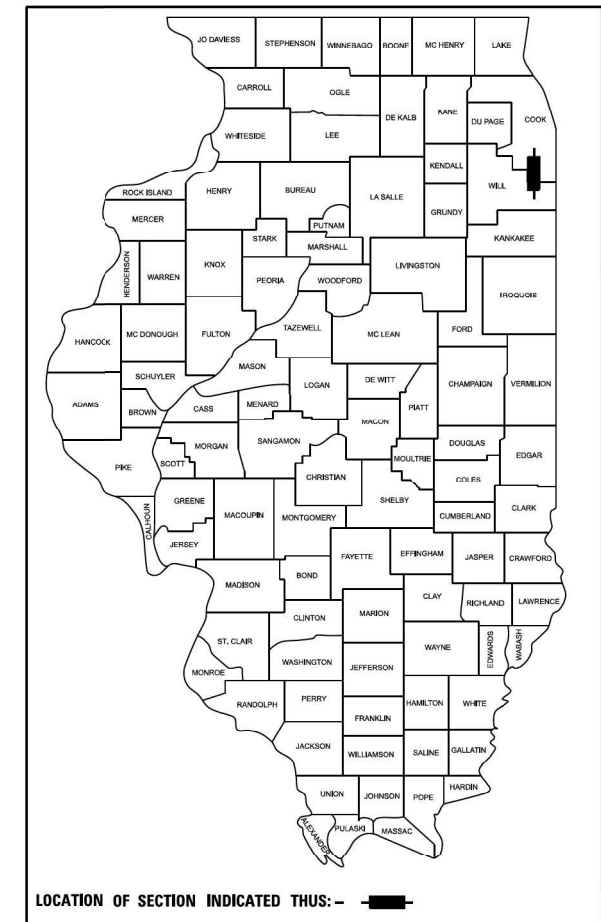 JO DAVIESS STEPHENSON WINNEBAGO BOONE MC HENRY LAKE
CARROLL OGLE DE KALB KANE DU PAGE COOK
WHITESIDE LEE
KENDALL WILL
ROCK ISLAND HENRY BUREAU LA SALLE
MERCER PUTNAM GRUNDY
STARK MARSHALL KANKAKEE
HENDERSON WARREN KNOX PEORIA WOODFORD LIVINGSTON
IROQUOIS
HANCOCK MC DONOUGH FULTON TAZEWELL MC LEAN FORD
MASON
SCHUYLER LOGAN DE WITT CHAMPAIGN VERMILION
ADAMS BROWN CASS MENARD MACON PIATT
MORGAN SANGAMON MOULTRIE DOUGLAS EDGAR
PIKE SCOTT CHRISTIAN COLES
GREENE MACOUPIN MONTGOMERY SHELBY CUMBERLAND CLARK
CALHOUN
JERSEY FAYETTE EFFINGHAM JASPER CRAWFORD
MADISON BOND
CLAY RICHLAND LAWRENCE
CLINTON MARION
ST. CLAIR WAYNE EDWARDS WABASH
WASHINGTON JEFFERSON
MONROE
RANDOLPH PERRY HAMILTON WHITE
FRANKLIN
JACKSON WILLIAMSON SALINE GALLATIN
UNION JOHNSON POPE HARDIN
ALEXANDER PULASKI MASSAC
LOCATION OF SECTION INDICATED THUS: –